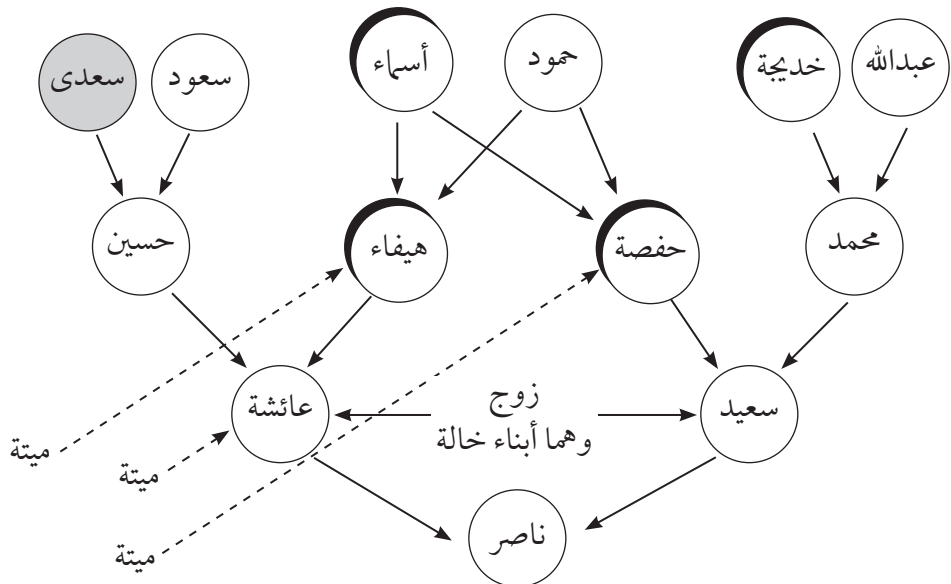 عبدالله
خديجة
حمود
أسماء
سعود
سعدى
محمد
حفصة
هيفاء
حسين
سعيد
زوج
وهما أبناء خالة
عائشة
ميتة
ميتة
ميتة
ناصر